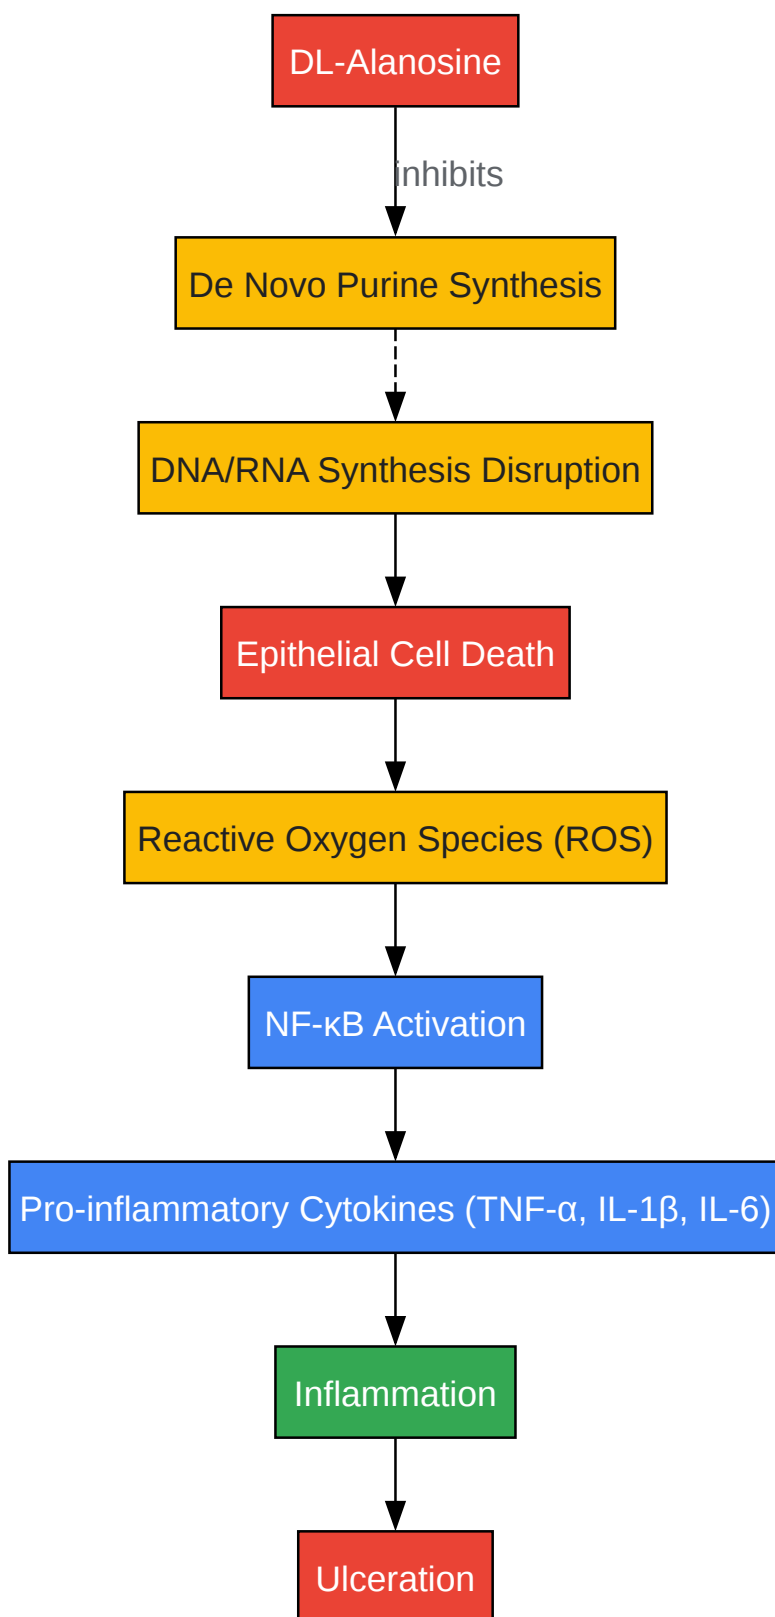 DL-Alanosine
inhibits
De Novo Purine Synthesis
DNA/RNA Synthesis Disruption
Epithelial Cell Death
Reactive Oxygen Species (ROS)
NF-κB Activation
Pro-inflammatory Cytokines (TNF-α, IL-1β, IL-6)
Inflammation
Ulceration